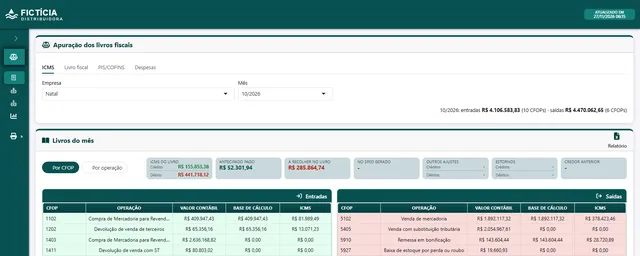 FICTÍCIA
DISTRIBUIDORA
ATUALIZADO EM
27/11/2026 08:15
Apuração dos livros fiscais
ICMS Livro fiscal PIS/COFINS Despesas
Empresa Mês
Natal 10/2026
10/2026: entradas R$ 4.106.583,83 (10 CFOPs) - saídas R$ 4.470.062,65 (6 CFOPs)
Livros do mês
Relatório
Por CFOP Por operação
ICMS DO LIVRO ANTECIPADO PAGO A RECOLHER NO LIVRO NO SPED GERADO OUTROS AJUSTES ESTORNOS CREDOR ANTERIOR
Créditos R$ 155.853,38 R$ 52.301,94 R$ 285.864,74 - Créditos - Créditos - -
Débitos R$ 441.718,12 Débitos - Débitos -
Entradas
CFOP OPERAÇÃO VALOR CONTÁBIL BASE DE CÁLCULO ICMS
1102 Compra de Mercadoria para Revend... R$ 409.947,43 R$ 409.947,43 R$ 81.989,49
1202 Devolução de venda de terceiros R$ 65.356,16 R$ 65.356,16 R$ 13.071,23
1403 Compra de Mercadoria para Revend... R$ 2.636.168,82 R$ 0,00 R$ 0,00
1411 Devolução de venda com ST R$ 80.803,02 R$ 0,00 R$ 0,00
Saídas
CFOP OPERAÇÃO VALOR CONTÁBIL BASE DE CÁLCULO ICMS
5102 Venda de mercadoria R$ 1.892.117,32 R$ 1.892.117,32 R$ 378.423,46
5405 Venda com substituição tributária R$ 2.054.967,61 R$ 0,00 R$ 0,00
5910 Remessa em bonificação R$ 143.604,44 R$ 143.604,44 R$ 28.720,89
5927 Baixa de estoque por perda ou roubo R$ 19.660,93 R$ 0,00 R$ 0,00